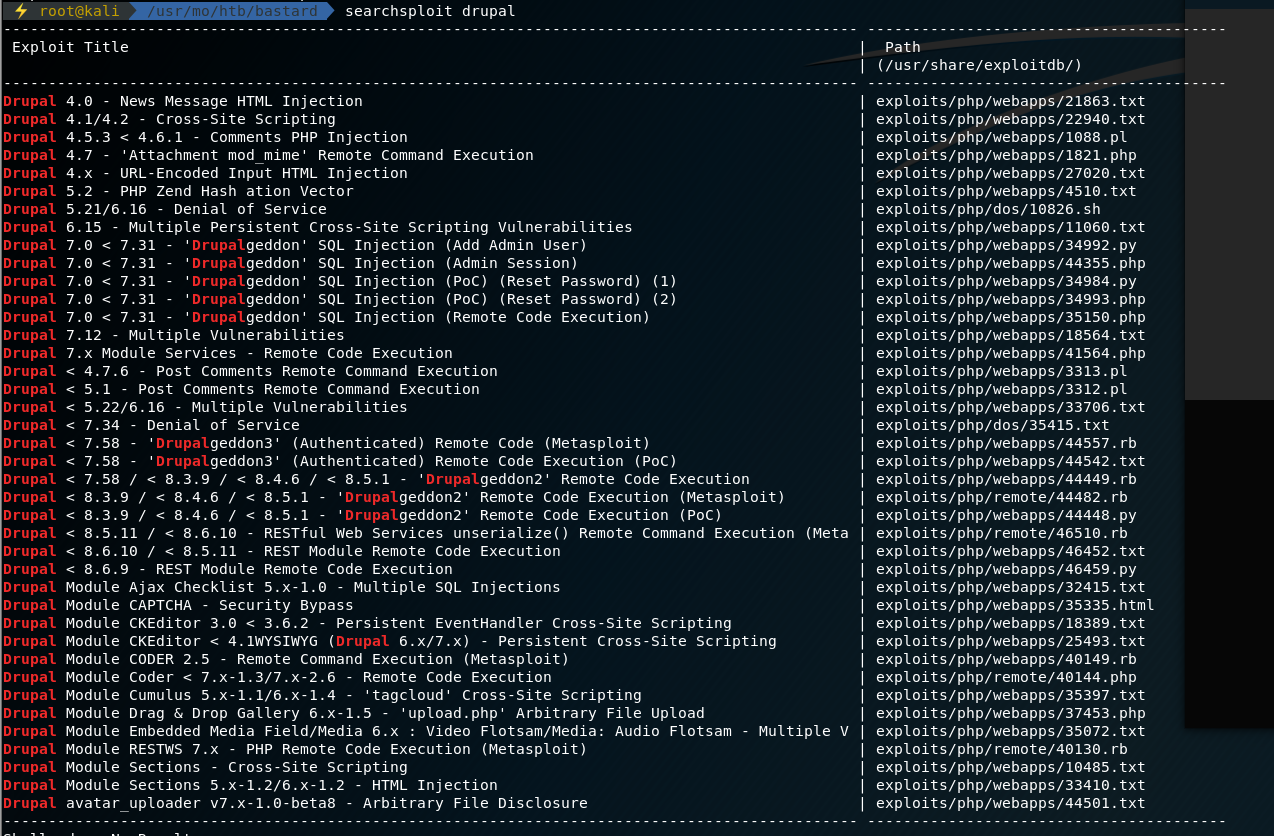 ⚡ root@kali /usr/mo/htb/bastard searchsploit drupal
----------------------------------------------------------------------------------------------- ----------------------------------------
Exploit Title | Path
| (/usr/share/exploitdb/)
----------------------------------------------------------------------------------------------- ----------------------------------------
Drupal 4.0 - News Message HTML Injection | exploits/php/webapps/21863.txt
Drupal 4.1/4.2 - Cross-Site Scripting | exploits/php/webapps/22940.txt
Drupal 4.5.3 < 4.6.1 - Comments PHP Injection | exploits/php/webapps/1088.pl
Drupal 4.7 - 'Attachment mod_mime' Remote Command Execution | exploits/php/webapps/1821.php
Drupal 4.x - URL-Encoded Input HTML Injection | exploits/php/webapps/27020.txt
Drupal 5.2 - PHP Zend Hash ation Vector | exploits/php/webapps/4510.txt
Drupal 5.21/6.16 - Denial of Service | exploits/php/dos/10826.sh
Drupal 6.15 - Multiple Persistent Cross-Site Scripting Vulnerabilities | exploits/php/webapps/11060.txt
Drupal 7.0 < 7.31 - 'Drupalgeddon' SQL Injection (Add Admin User) | exploits/php/webapps/34992.py
Drupal 7.0 < 7.31 - 'Drupalgeddon' SQL Injection (Admin Session) | exploits/php/webapps/44355.php
Drupal 7.0 < 7.31 - 'Drupalgeddon' SQL Injection (PoC) (Reset Password) (1) | exploits/php/webapps/34984.py
Drupal 7.0 < 7.31 - 'Drupalgeddon' SQL Injection (PoC) (Reset Password) (2) | exploits/php/webapps/34993.php
Drupal 7.0 < 7.31 - 'Drupalgeddon' SQL Injection (Remote Code Execution) | exploits/php/webapps/35150.php
Drupal 7.12 - Multiple Vulnerabilities | exploits/php/webapps/18564.txt
Drupal 7.x Module Services - Remote Code Execution | exploits/php/webapps/41564.php
Drupal < 4.7.6 - Post Comments Remote Command Execution | exploits/php/webapps/3313.pl
Drupal < 5.1 - Post Comments Remote Command Execution | exploits/php/webapps/3312.pl
Drupal < 5.22/6.16 - Multiple Vulnerabilities | exploits/php/webapps/33706.txt
Drupal < 7.34 - Denial of Service | exploits/php/dos/35415.txt
Drupal < 7.58 - 'Drupalgeddon3' (Authenticated) Remote Code (Metasploit) | exploits/php/webapps/44557.rb
Drupal < 7.58 - 'Drupalgeddon3' (Authenticated) Remote Code Execution (PoC) | exploits/php/webapps/44542.txt
Drupal < 7.58 / < 8.3.9 / < 8.4.6 / < 8.5.1 - 'Drupalgeddon2' Remote Code Execution | exploits/php/webapps/44449.rb
Drupal < 8.3.9 / < 8.4.6 / < 8.5.1 - 'Drupalgeddon2' Remote Code Execution (Metasploit) | exploits/php/remote/44482.rb
Drupal < 8.3.9 / < 8.4.6 / < 8.5.1 - 'Drupalgeddon2' Remote Code Execution (PoC) | exploits/php/webapps/44448.py
Drupal < 8.5.11 / < 8.6.10 - RESTful Web Services unserialize() Remote Command Execution (Meta | exploits/php/remote/46510.rb
Drupal < 8.6.10 / < 8.5.11 - REST Module Remote Code Execution | exploits/php/webapps/46452.txt
Drupal < 8.6.9 - REST Module Remote Code Execution | exploits/php/webapps/46459.py
Drupal Module Ajax Checklist 5.x-1.0 - Multiple SQL Injections | exploits/php/webapps/32415.txt
Drupal Module CAPTCHA - Security Bypass | exploits/php/webapps/35335.html
Drupal Module CKEditor 3.0 < 3.6.2 - Persistent EventHandler Cross-Site Scripting | exploits/php/webapps/18389.txt
Drupal Module CKEditor < 4.1WYSIWYG (Drupal 6.x/7.x) - Persistent Cross-Site Scripting | exploits/php/webapps/25493.txt
Drupal Module CODER 2.5 - Remote Command Execution (Metasploit) | exploits/php/webapps/40149.rb
Drupal Module Coder < 7.x-1.3/7.x-2.6 - Remote Code Execution | exploits/php/remote/40144.php
Drupal Module Cumulus 5.x-1.1/6.x-1.4 - 'tagcloud' Cross-Site Scripting | exploits/php/webapps/35397.txt
Drupal Module Drag & Drop Gallery 6.x-1.5 - 'upload.php' Arbitrary File Upload | exploits/php/webapps/37453.php
Drupal Module Embedded Media Field/Media 6.x : Video Flotsam/Media: Audio Flotsam - Multiple V | exploits/php/webapps/35072.txt
Drupal Module RESTWS 7.x - PHP Remote Code Execution (Metasploit) | exploits/php/remote/40130.rb
Drupal Module Sections - Cross-Site Scripting | exploits/php/webapps/10485.txt
Drupal Module Sections 5.x-1.2/6.x-1.2 - HTML Injection | exploits/php/webapps/33410.txt
Drupal avatar_uploader v7.x-1.0-beta8 - Arbitrary File Disclosure | exploits/php/webapps/44501.txt
----------------------------------------------------------------------------------------------- ----------------------------------------